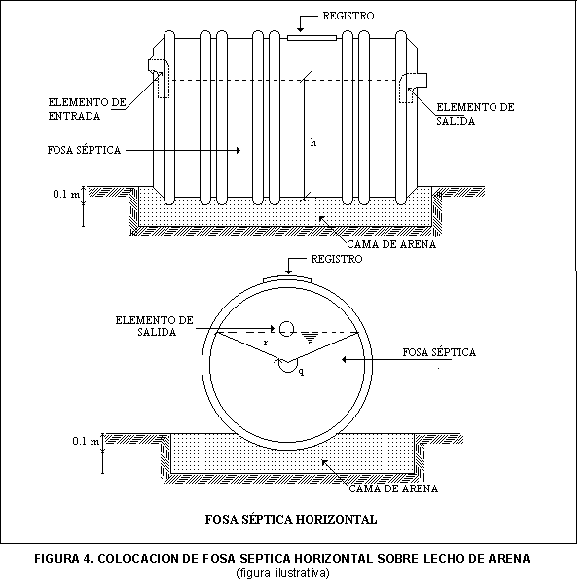 REGISTRO
ELEMENTO DE
ENTRADA
ELEMENTO DE
SALIDA
FOSA SÉPTICA
h
0.1 m
CAMA DE ARENA
REGISTRO
ELEMENTO DE
SALIDA
r
FOSA SÉPTICA
q
0.1 m
CAMA DE ARENA
FOSA SÉPTICA HORIZONTAL
FIGURA 4. COLOCACION DE FOSA SEPTICA HORIZONTAL SOBRE LECHO DE ARENA
(figura ilustrativa)